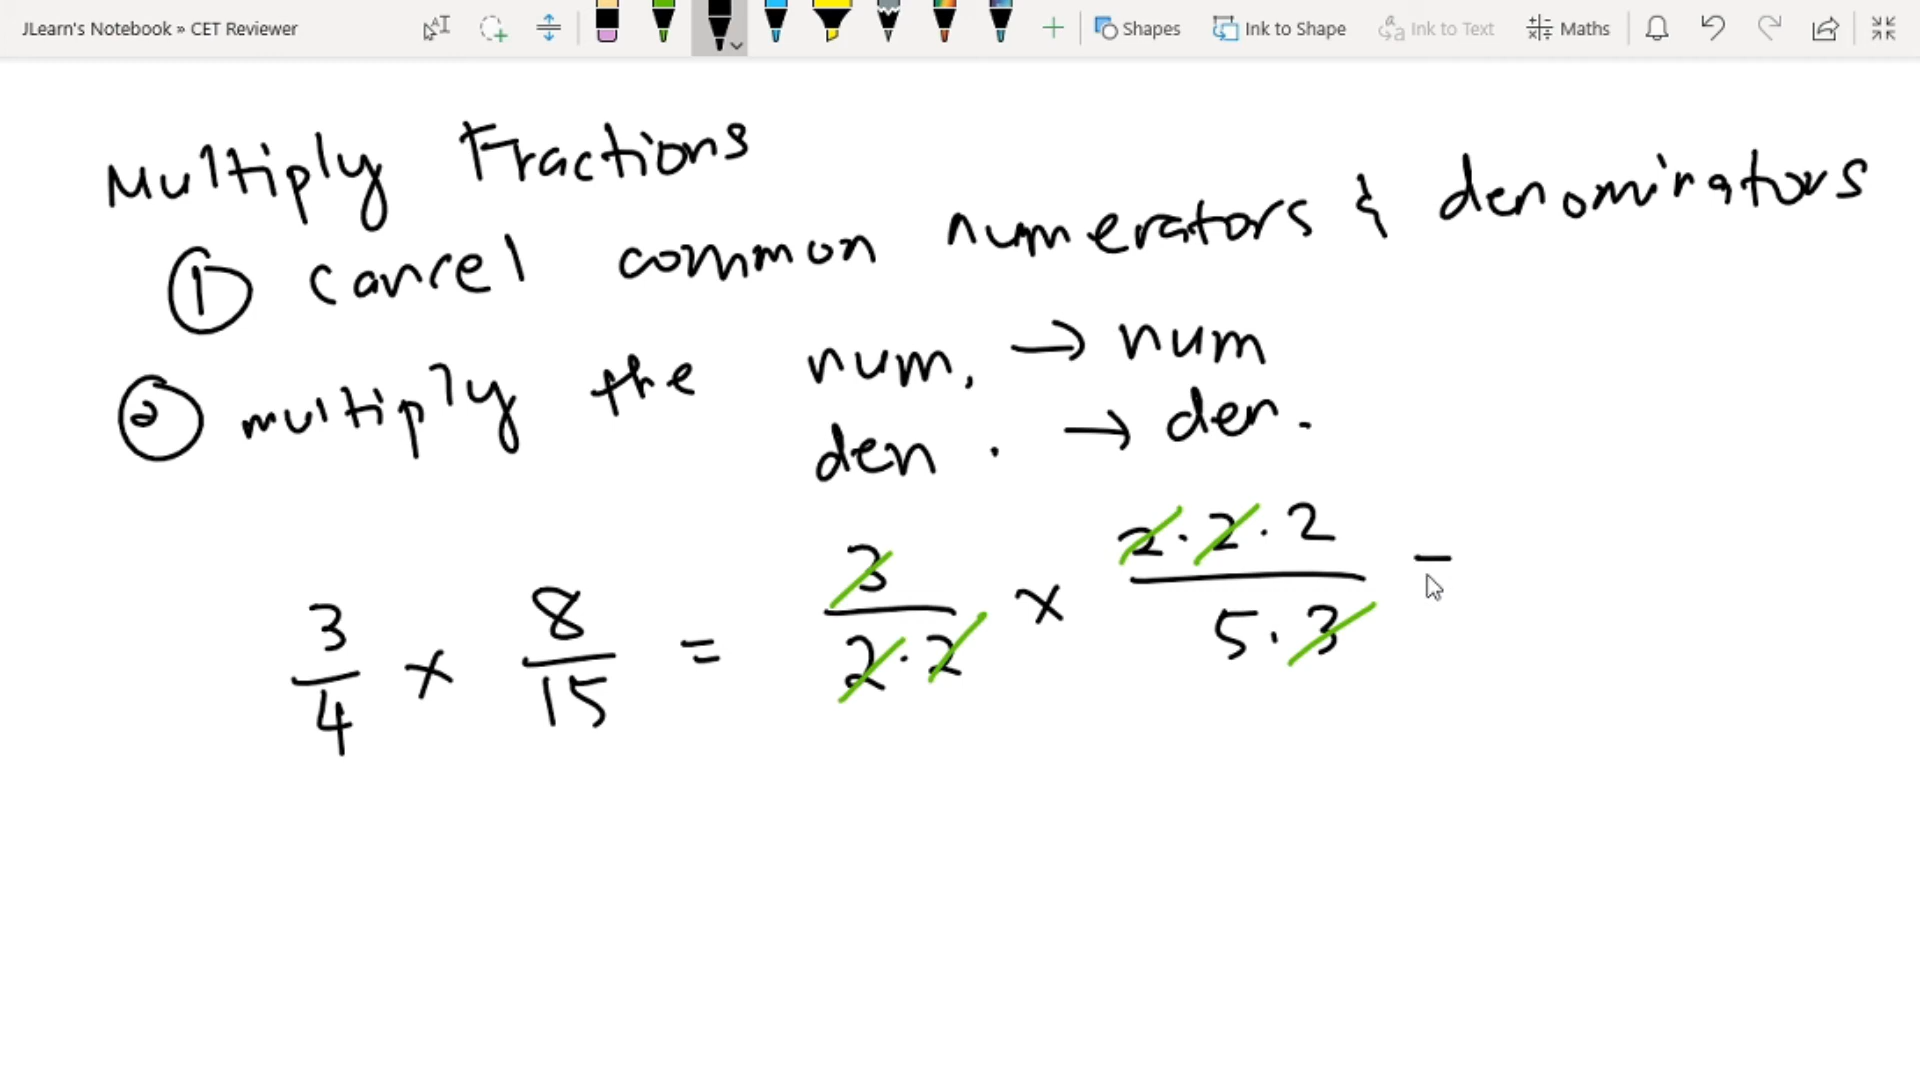 JLearn's Notebook » CET Reviewer Shapes Ink to Shape Ink to Text Maths
Multiply Fractions
① cancel common numerators & denominators
② multiply the num. → num
den. → den.
3/4 x 8/15 = 3/2·2 x 2·2·2/5·3 –